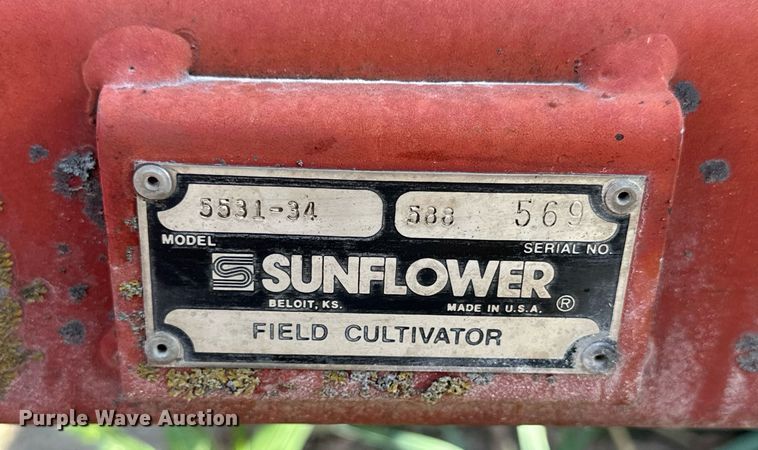 5531-34
588 569
MODEL
SERIAL NO.
S SUNFLOWER
BELOIT, KS.
MADE IN U.S.A.
®
FIELD CULTIVATOR
Purple Wave Auction